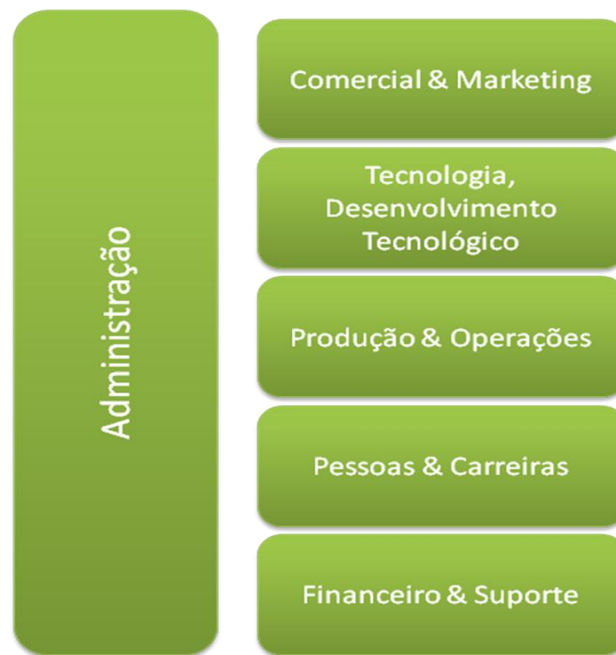 Administração
Comercial & Marketing
Tecnologia,
Desenvolvimento
Tecnológico
Produção & Operações
Pessoas & Carreiras
Financeiro & Suporte